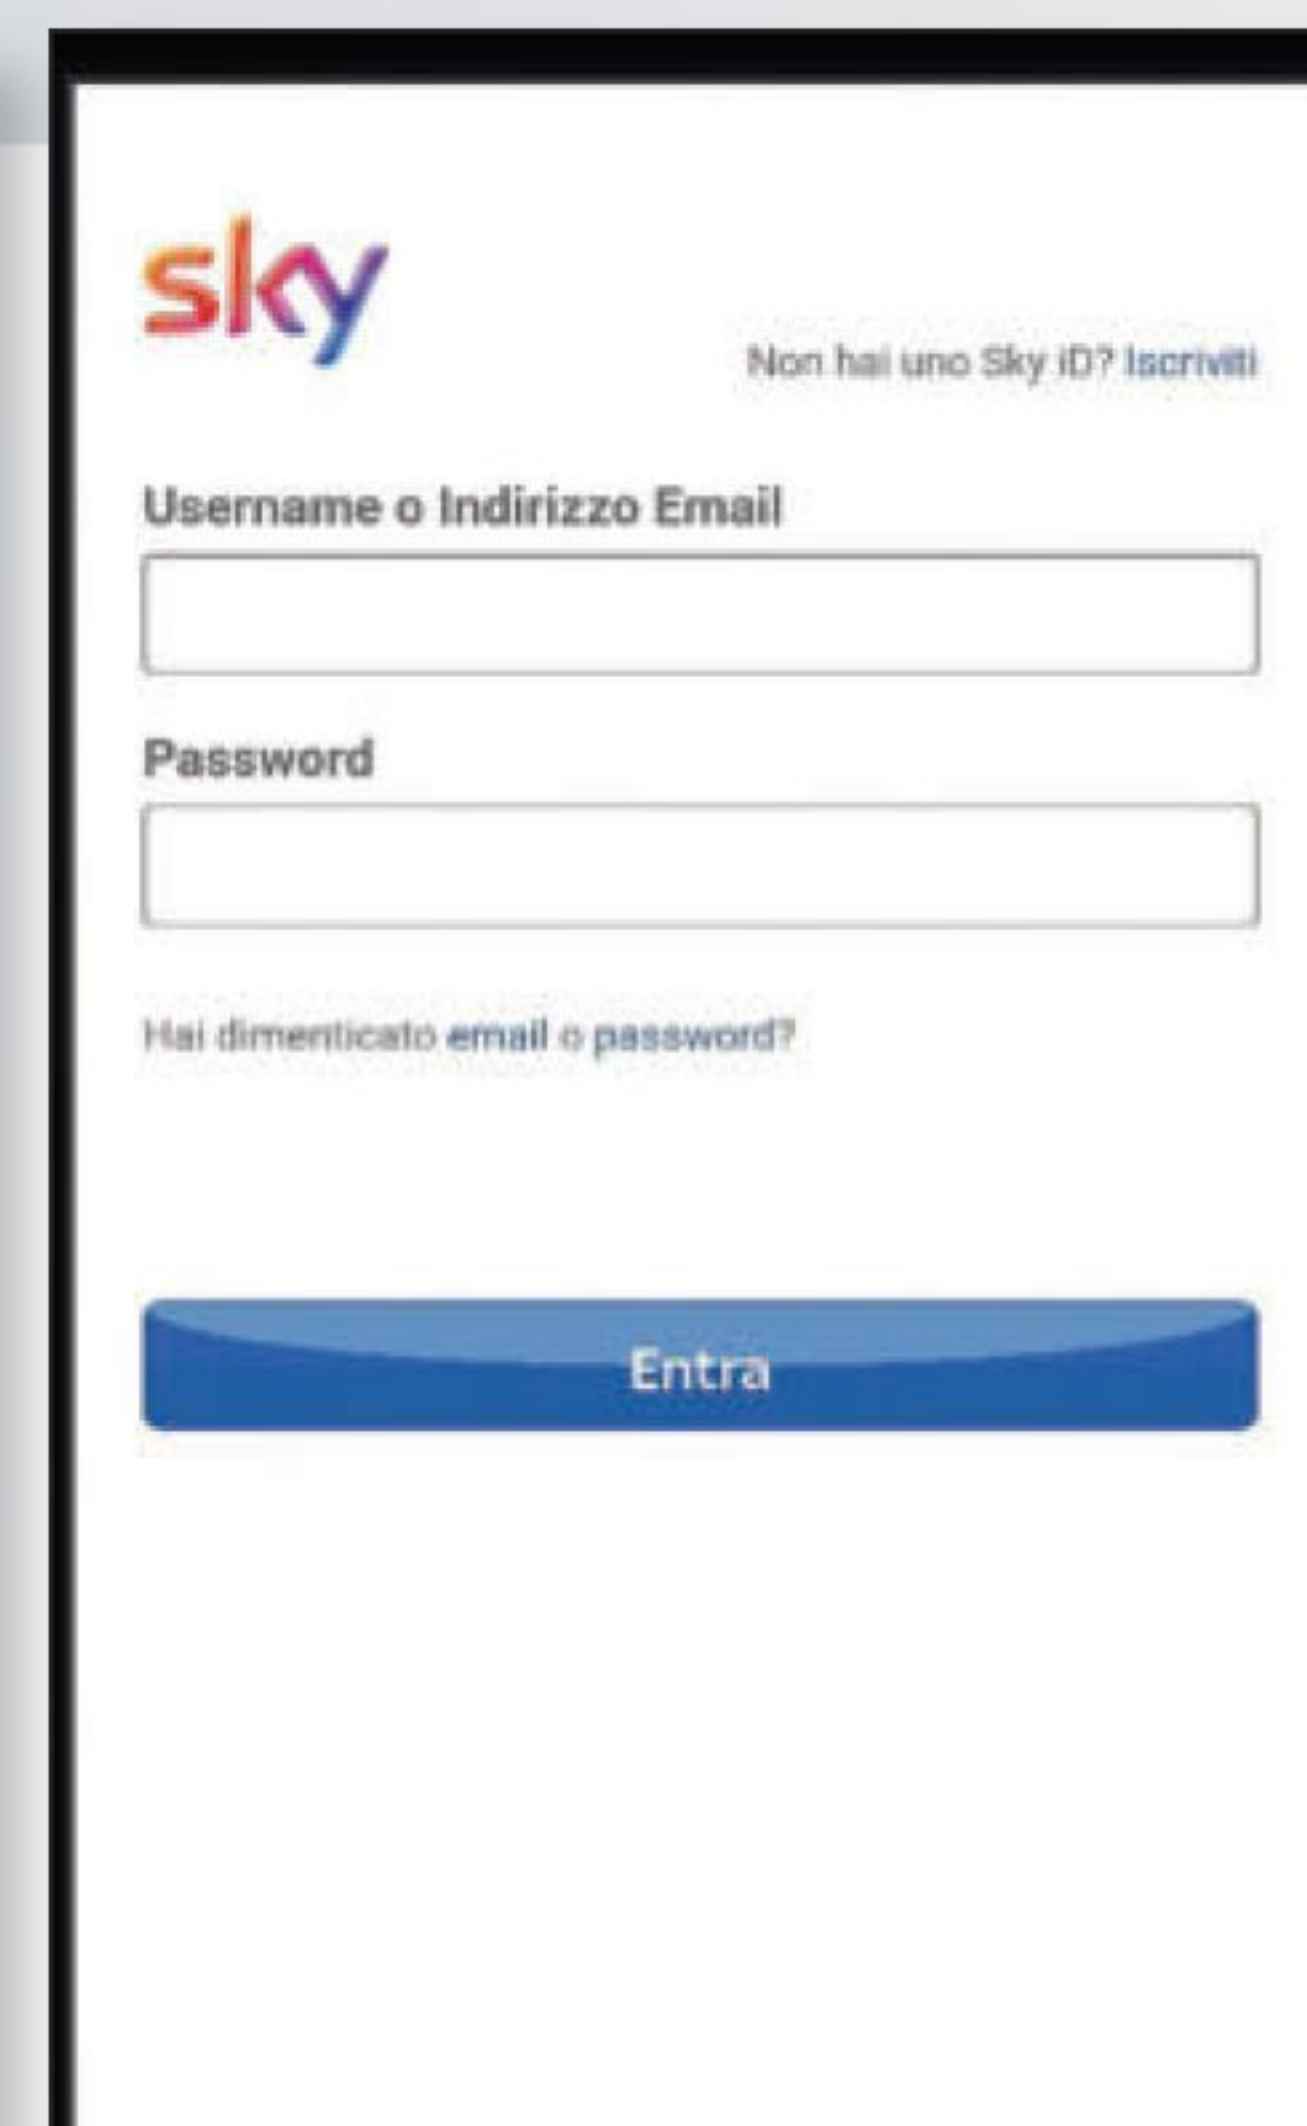 sky
Non hai uno Sky iD? Iscriviti
Username o Indirizzo Email
Password
Hai dimenticato email o password?
Entra